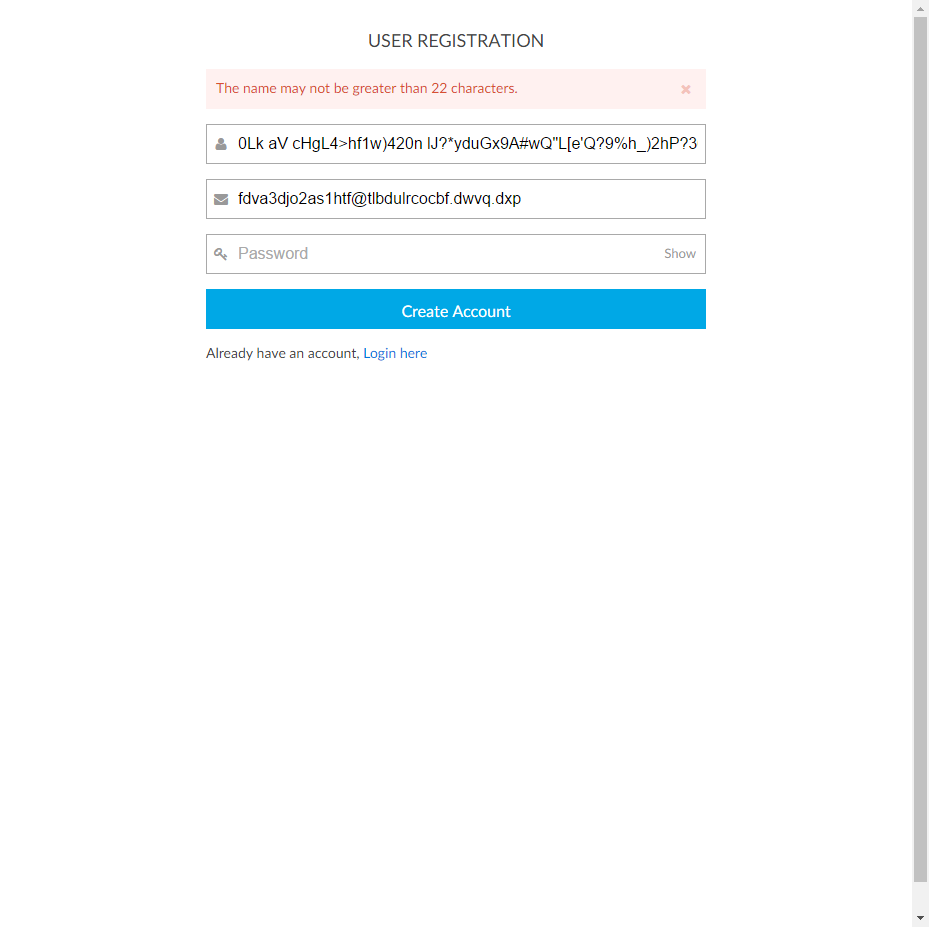 USER REGISTRATION
The name may not be greater than 22 characters.
0Lk aV cHgL4>hf1w)420n lJ?*yduGx9A#wQ"L[e'Q?9%h_)2hP?3
fdva3djo2as1htf@tlbdulrcocbf.dwvq.dxp
Password Show
Create Account
Already have an account, Login here